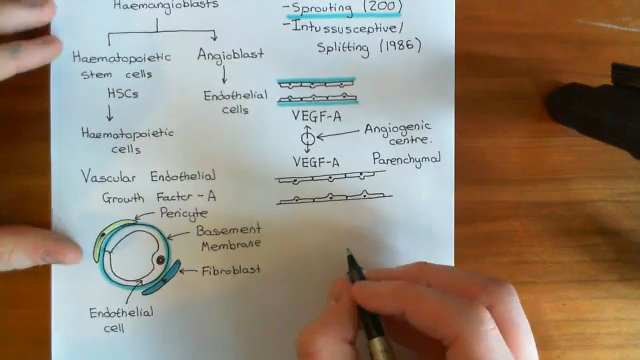 Haemangioblasts
Haematopoietic
stem cells
HSCs
Haematopoietic
cells
Angioblast
Endothelial
cells
Vascular Endothelial
Growth Factor-A
Pericyte
Basement
Membrane
Fibroblast
Endothelial
cell
-Sprouting (200)
-Intussusceptive/
Splitting (1986)
VEGF-A
Angiogenic
centre.
VEGF-A Parenchymal